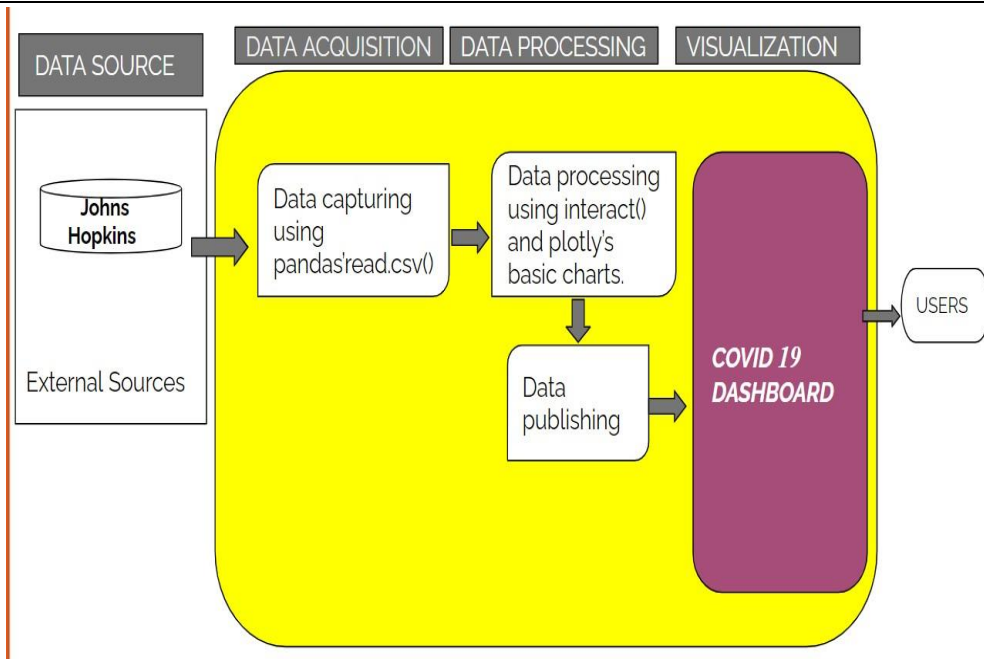 DATA SOURCE
DATA ACQUISITION
DATA PROCESSING
VISUALIZATION
Johns
Hopkins
External Sources
Data capturing
using
pandas'read.csv()
Data processing
using interact()
and plotly's
basic charts.
Data
publishing
COVID 19
DASHBOARD
USERS